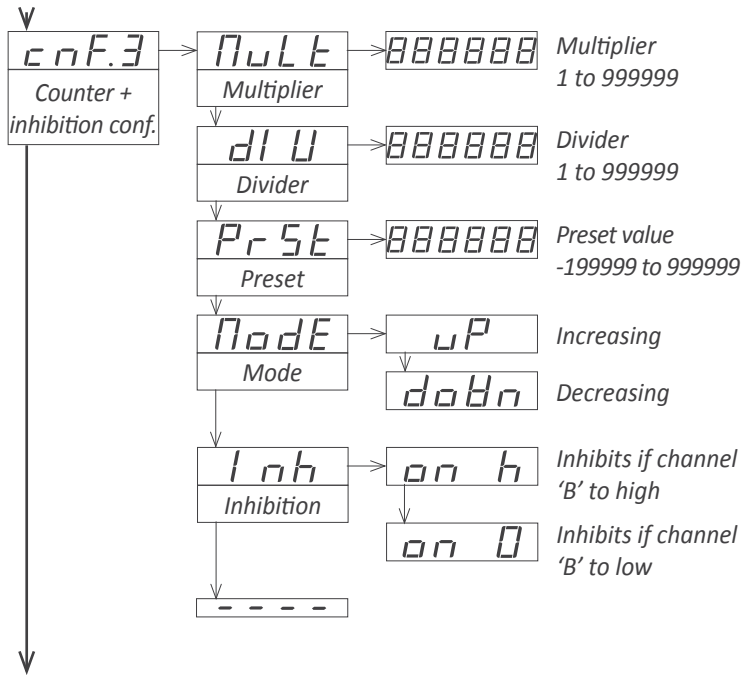 cnF.3
Counter +
inhibition conf.
MuLt
Multiplier
888888
Multiplier
1 to 999999
dIV
Divider
888888
Divider
1 to 999999
PrSt
Preset
888888
Preset value
-199999 to 999999
ModE
Mode
uP
Increasing
doWn
Decreasing
Inh
Inhibition
on h
Inhibits if channel
‘B’ to high
on 0
Inhibits if channel
‘B’ to low
- - - -